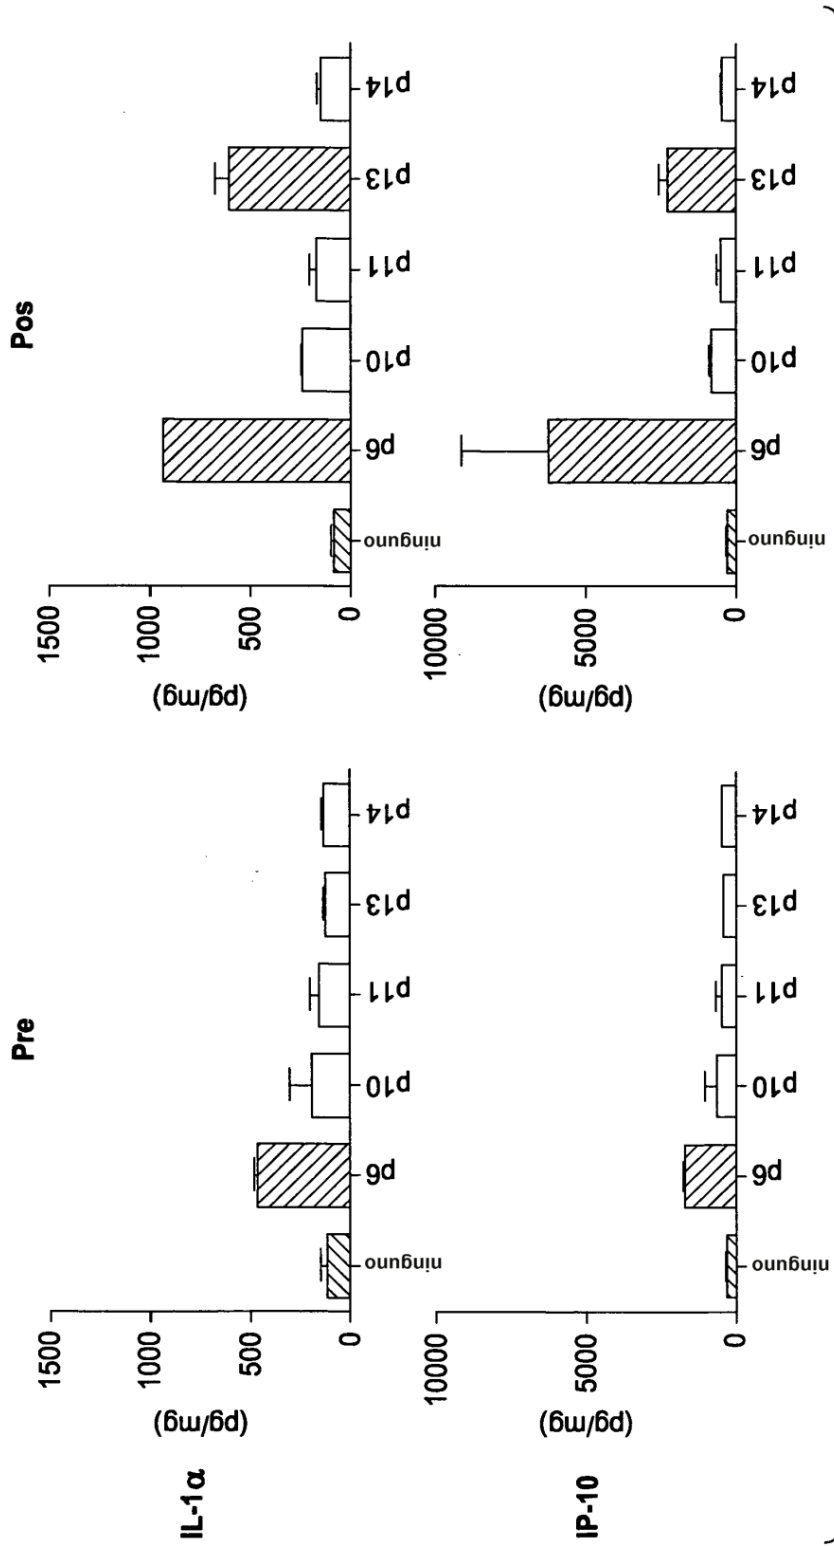 Pre
Pos
IL-1α
(pg/mg)
1500
1000
500
0
ninguno
p6
p10
p11
p13
p14
(pg/mg)
1500
1000
500
0
ninguno
p6
p10
p11
p13
p14
IP-10
(pg/mg)
10000
5000
0
ninguno
p6
p10
p11
p13
p14
(pg/mg)
10000
5000
0
ninguno
p6
p10
p11
p13
p14